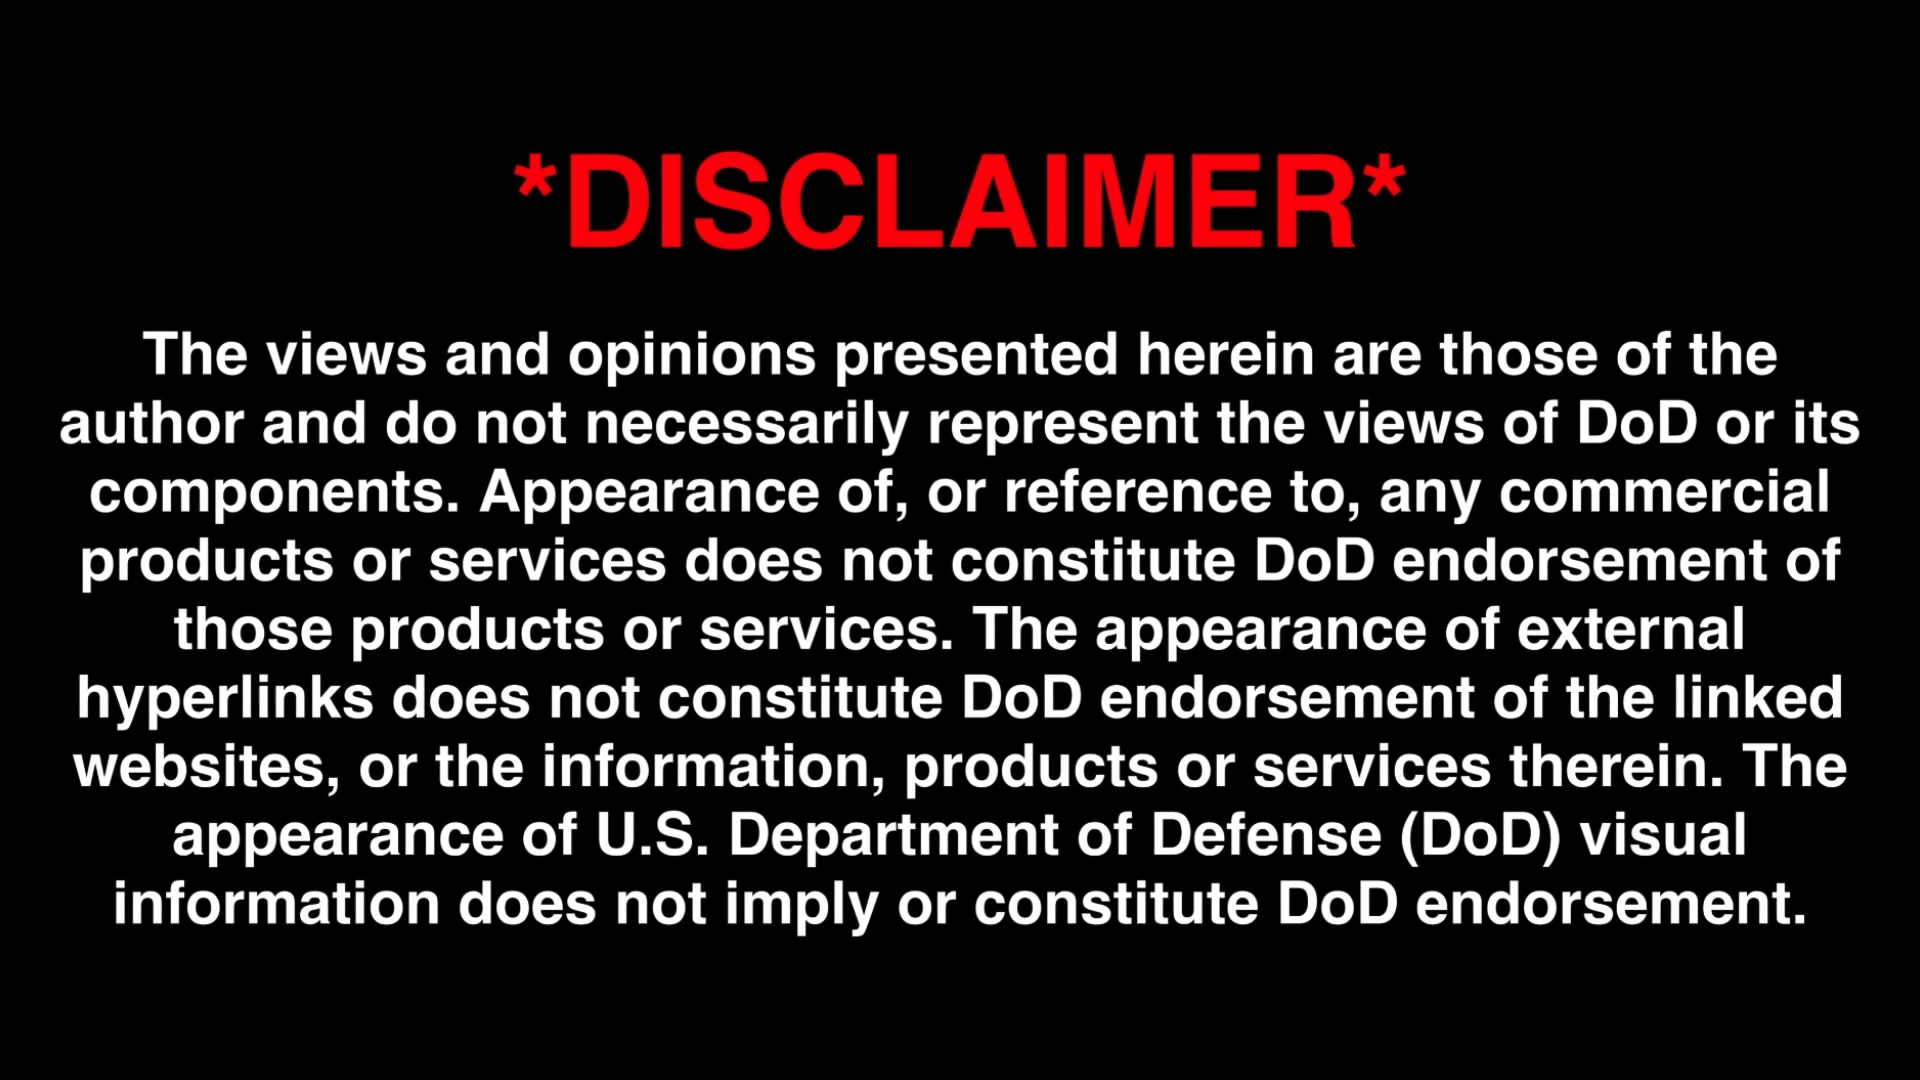 *DISCLAIMER*
The views and opinions presented herein are those of the
author and do not necessarily represent the views of DoD or its
components. Appearance of, or reference to, any commercial
products or services does not constitute DoD endorsement of
those products or services. The appearance of external
hyperlinks does not constitute DoD endorsement of the linked
websites, or the information, products or services therein. The
appearance of U.S. Department of Defense (DoD) visual
information does not imply or constitute DoD endorsement.